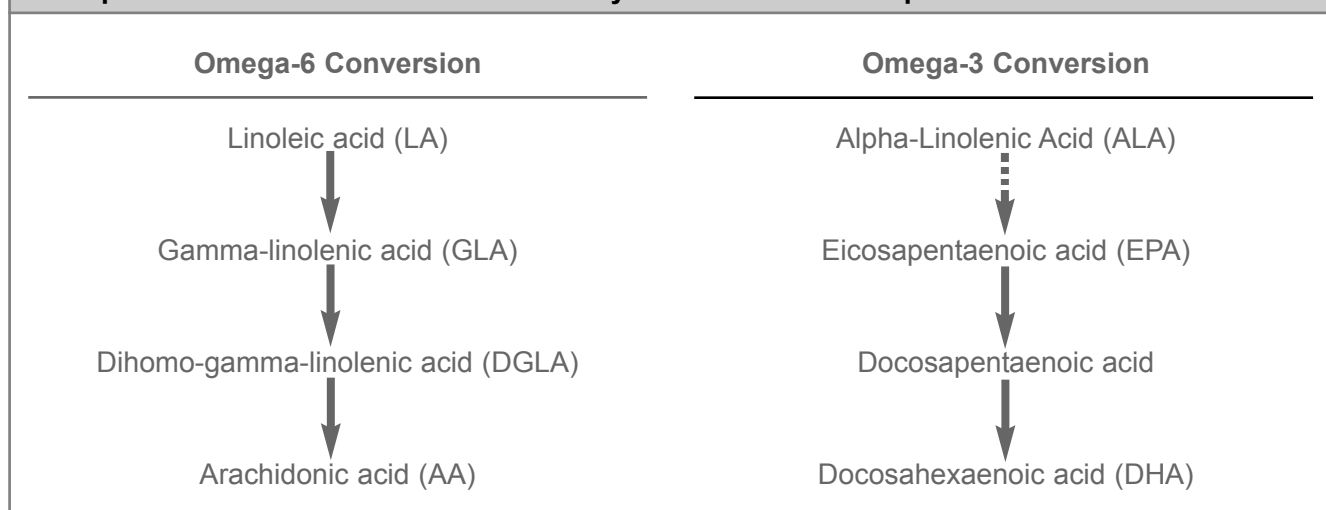 Omega-6 Conversion
Omega-3 Conversion
Linoleic acid (LA)
Alpha-Linolenic Acid (ALA)
Gamma-linolenic acid (GLA)
Eicosapentaenoic acid (EPA)
Dihomo-gamma-linolenic acid (DGLA)
Docosapentaenoic acid
Arachidonic acid (AA)
Docosahexaenoic acid (DHA)